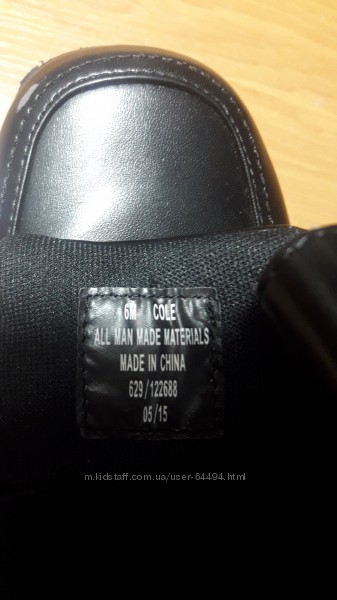 6M COLE
ALL MAN MADE MATERIALS
MADE IN CHINA
629/122688
05/15
m.kidstaff.com.ua/user-64494.html